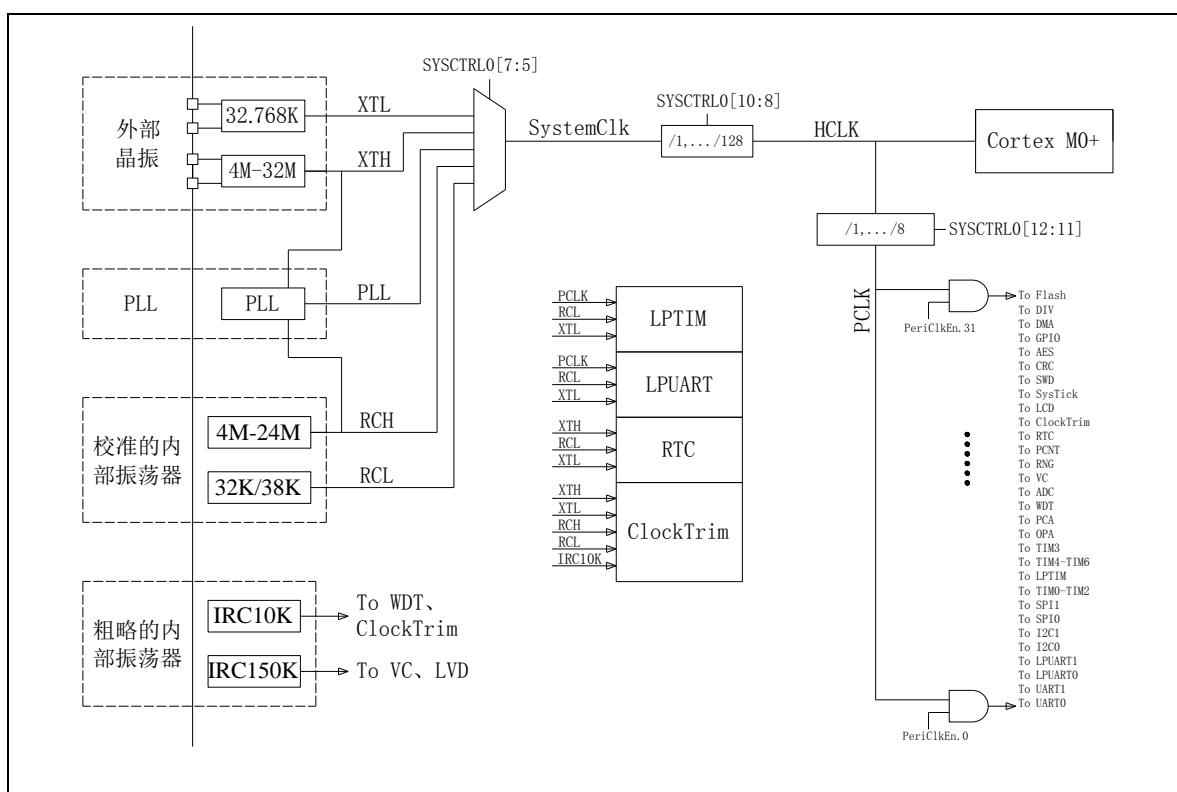 SYSCTRL0[7:5]
外部
晶振
32.768K
XTL
4M-32M
XTH
SystemClk
SYSCTRL0[10:8]
/1,.../128
HCLK
Cortex M0+
/1,.../8
SYSCTRL0[12:11]
PCLK
PLL
PLL
PLL
校准的内
部振荡器
4M-24M
RCH
32K/38K
RCL
粗略的内
部振荡器
IRC10K
To WDT、
ClockTrim
IRC150K
To VC、LVD
PCLK
RCL
XTL
LPTIM
PCLK
RCL
XTL
LPUART
XTH
RCL
XTL
RTC
XTH
XTL
RCH
RCL
IRC10K
ClockTrim
PeriClkEn.31
To Flash
To DIV
To DMA
To GPIO
To AES
To CRC
To SWD
To SysTick
To LCD
To ClockTrim
To RTC
To PCNT
To RNG
To VC
To ADC
To WDT
To PCA
To OPA
To TIM3
To TIM4-TIM6
To LPTIM
To TIM0-TIM2
To SPI1
To SPI0
To I2C1
To I2C0
To LPUART1
To LPUART0
To UART1
To UART0
PeriClkEn.0